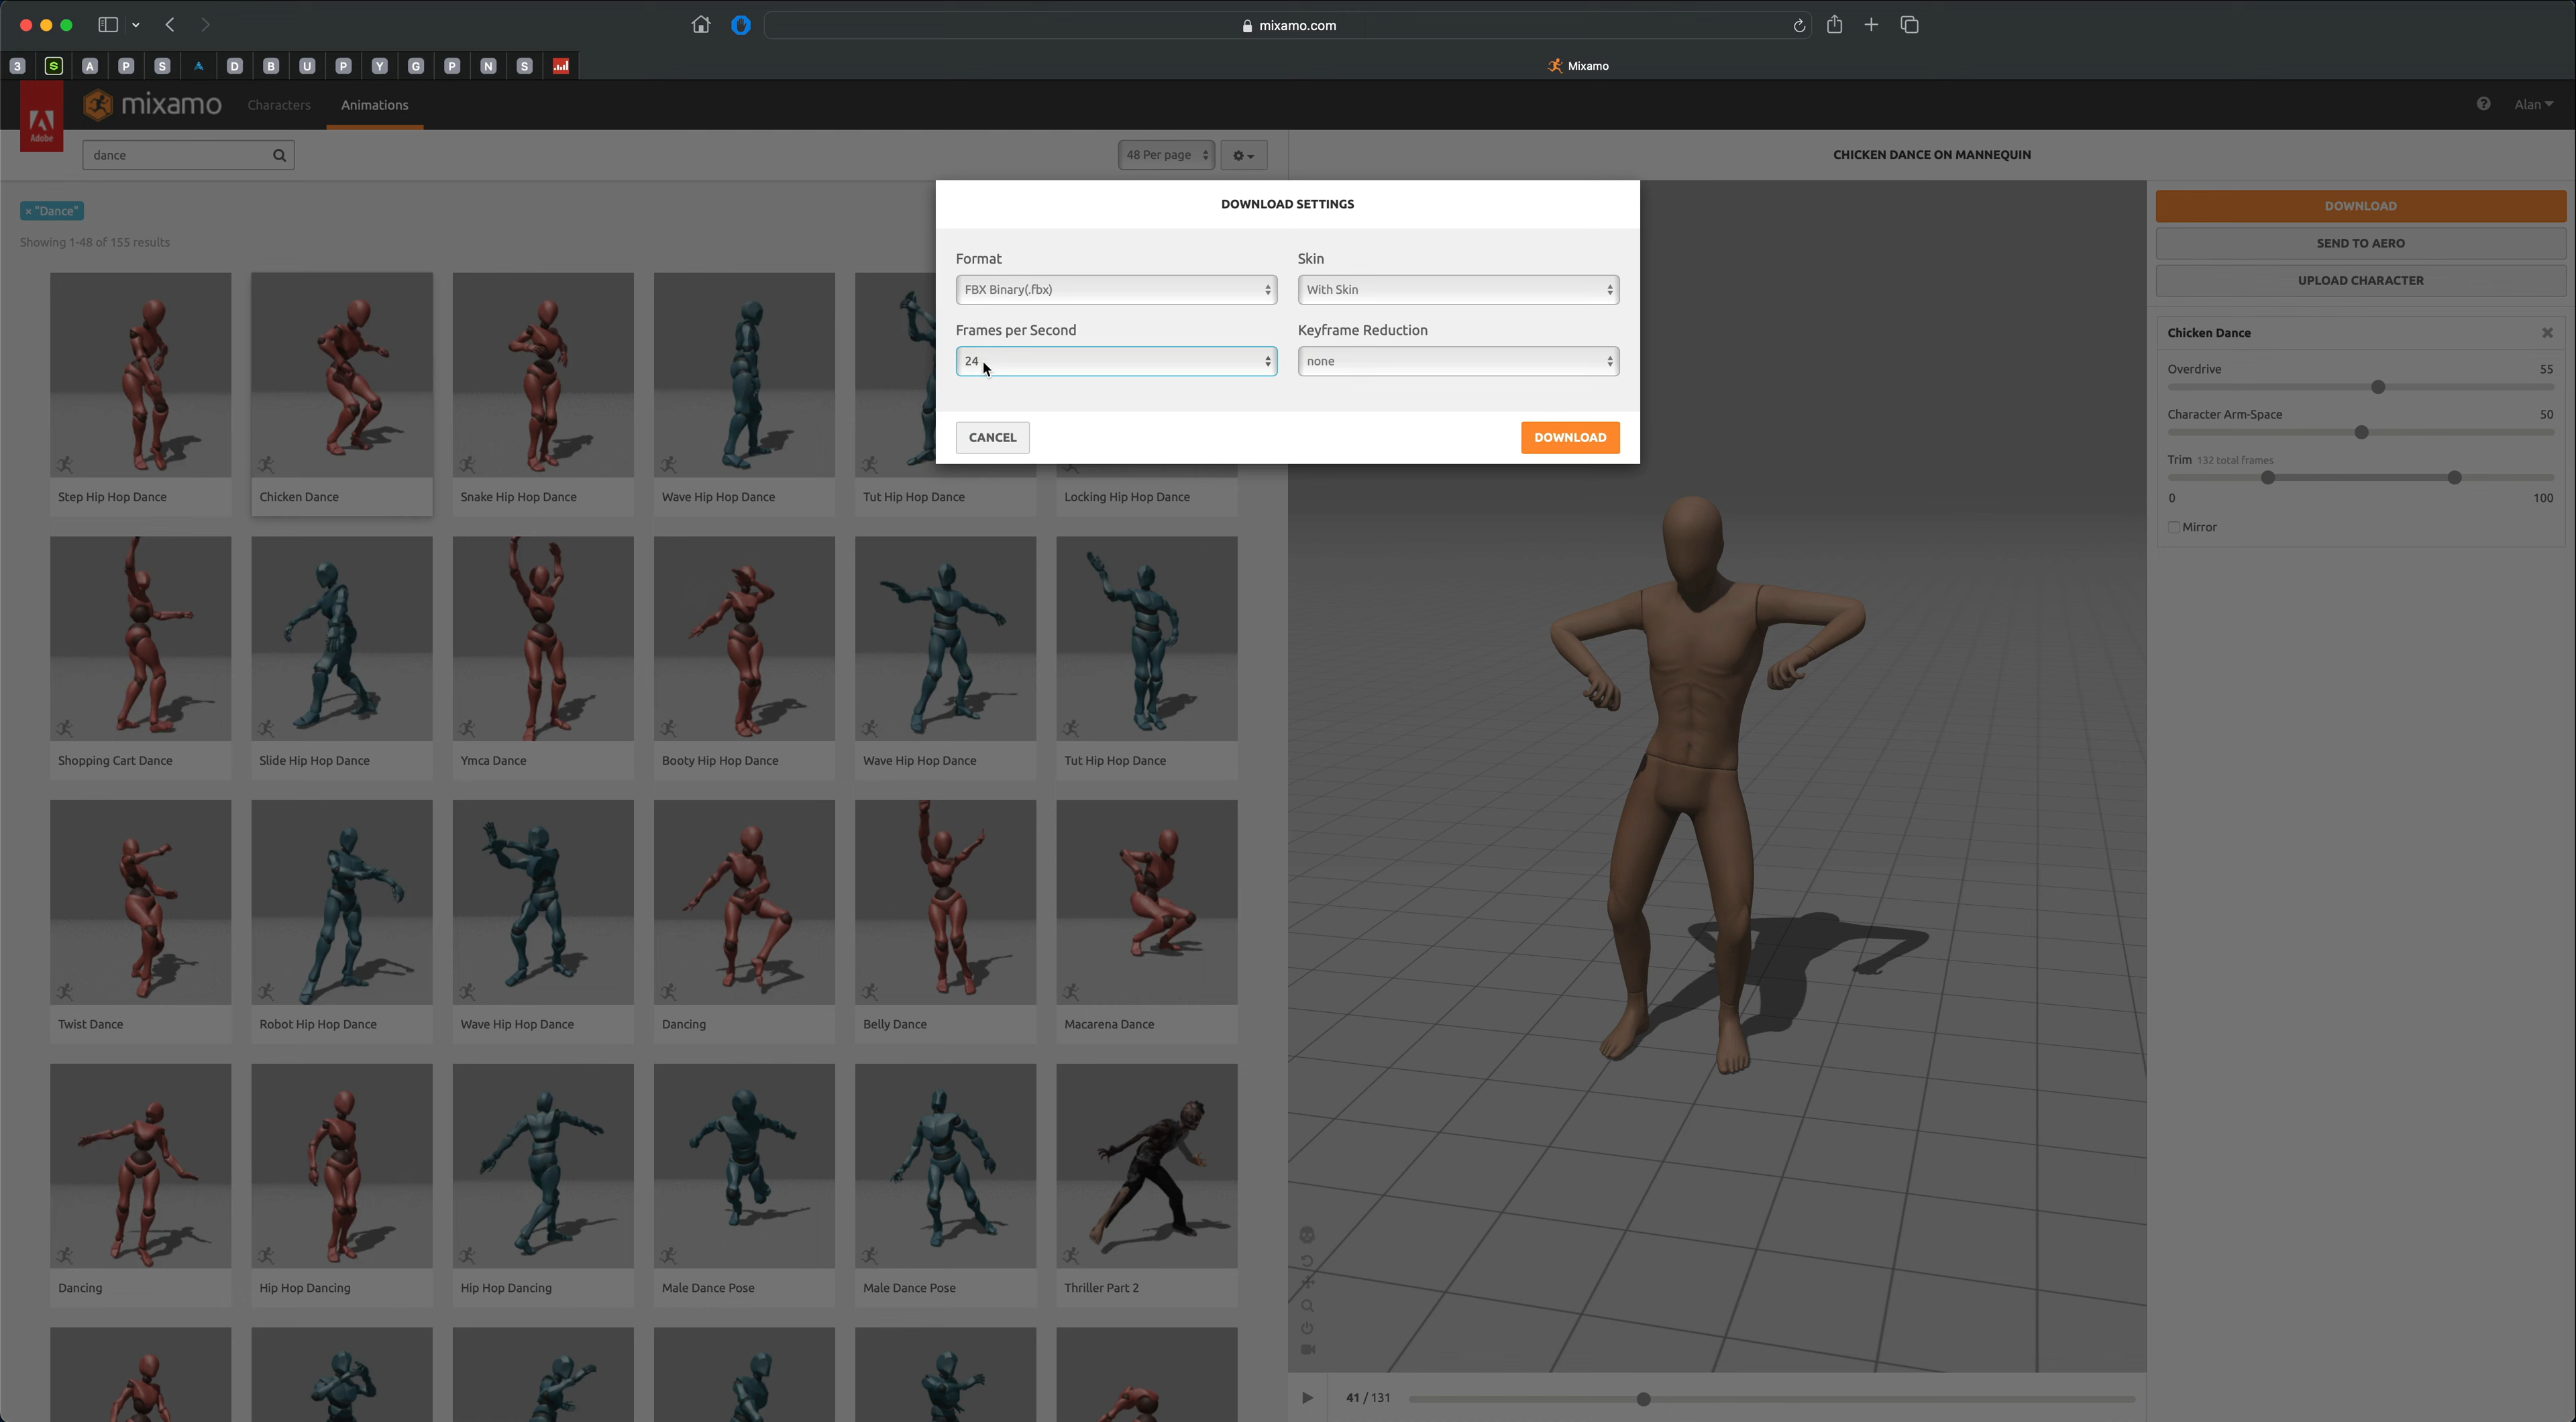 mixamo.com
3 S A P S D B U P Y G P N S
Mixamo
Adobe
mixamo
Characters
Animations
Alan
dance
48 Per page
CHICKEN DANCE ON MANNEQUIN
× "Dance"
Showing 1-48 of 155 results
DOWNLOAD SETTINGS
Format
Skin
FBX Binary(.fbx)
With Skin
Frames per Second
Keyframe Reduction
24
none
CANCEL
DOWNLOAD
DOWNLOAD
SEND TO AERO
UPLOAD CHARACTER
Chicken Dance
Overdrive
55
Character Arm-Space
50
Trim 132 total frames
0
100
Mirror
Step Hip Hop Dance
Chicken Dance
Snake Hip Hop Dance
Wave Hip Hop Dance
Tut Hip Hop Dance
Locking Hip Hop Dance
Shopping Cart Dance
Slide Hip Hop Dance
Ymca Dance
Booty Hip Hop Dance
Wave Hip Hop Dance
Tut Hip Hop Dance
Twist Dance
Robot Hip Hop Dance
Wave Hip Hop Dance
Dancing
Belly Dance
Macarena Dance
Dancing
Hip Hop Dancing
Hip Hop Dancing
Male Dance Pose
Male Dance Pose
Thriller Part 2
41 / 131